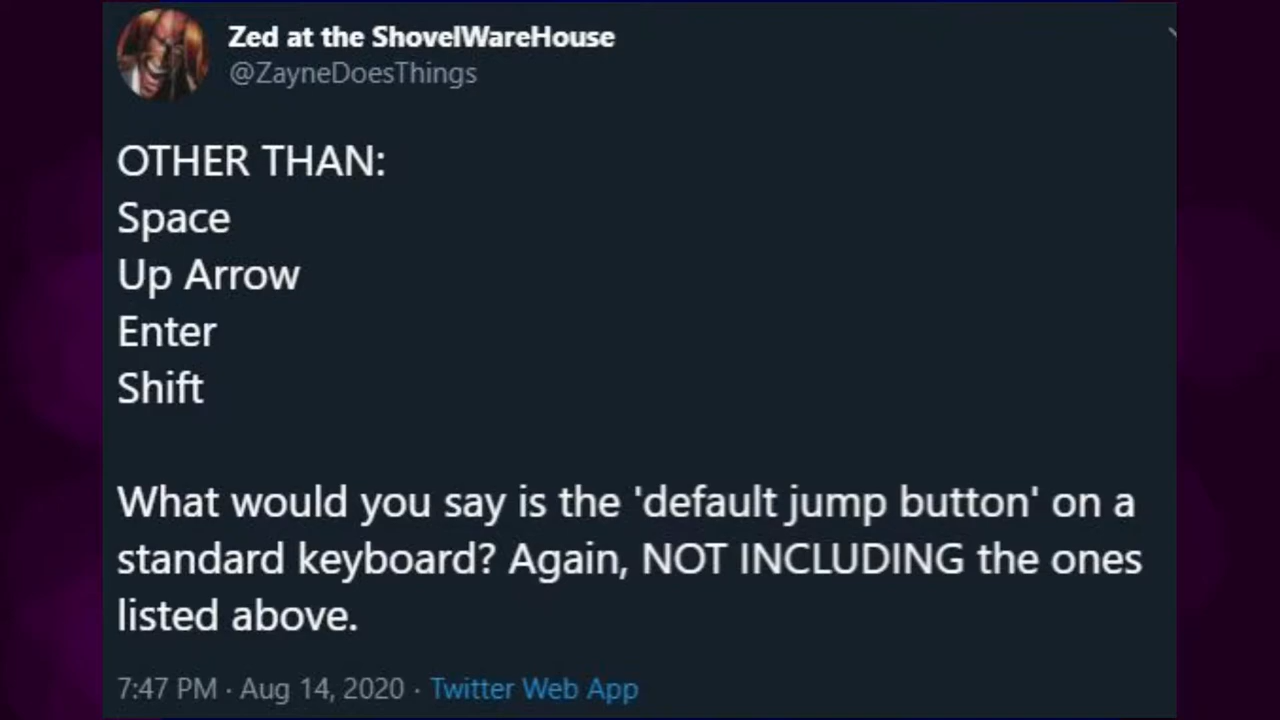 Zed at the ShovelWareHouse
@ZayneDoesThings
OTHER THAN:
Space
Up Arrow
Enter
Shift
What would you say is the 'default jump button' on a
standard keyboard? Again, NOT INCLUDING the ones
listed above.
7:47 PM · Aug 14, 2020 · Twitter Web App